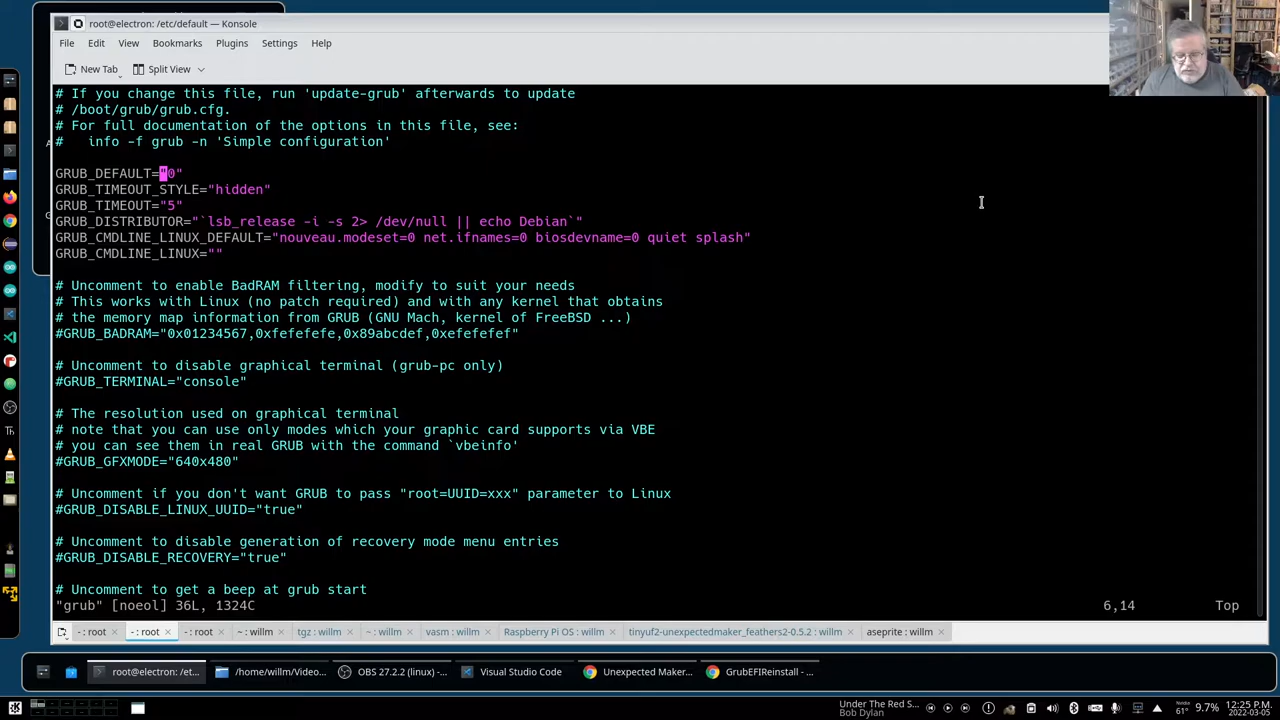 root@electron: /etc/default — Konsole
File Edit View Bookmarks Plugins Settings Help
New Tab Split View
# If you change this file, run 'update-grub' afterwards to update
# /boot/grub/grub.cfg.
# For full documentation of the options in this file, see:
#   info -f grub -n 'Simple configuration'
GRUB_DEFAULT="0"
GRUB_TIMEOUT_STYLE="hidden"
GRUB_TIMEOUT="5"
GRUB_DISTRIBUTOR="`lsb_release -i -s 2> /dev/null || echo Debian`"
GRUB_CMDLINE_LINUX_DEFAULT="nouveau.modeset=0 net.ifnames=0 biosdevname=0 quiet splash"
GRUB_CMDLINE_LINUX=""
# Uncomment to enable BadRAM filtering, modify to suit your needs
# This works with Linux (no patch required) and with any kernel that obtains
# the memory map information from GRUB (GNU Mach, kernel of FreeBSD ...)
#GRUB_BADRAM="0x01234567,0xfefefefe,0x89abcdef,0xefefefef"
# Uncomment to disable graphical terminal (grub-pc only)
#GRUB_TERMINAL="console"
# The resolution used on graphical terminal
# note that you can use only modes which your graphic card supports via VBE
# you can see them in real GRUB with the command `vbeinfo'
#GRUB_GFXMODE="640x480"
# Uncomment if you don't want GRUB to pass "root=UUID=xxx" parameter to Linux
#GRUB_DISABLE_LINUX_UUID="true"
# Uncomment to disable generation of recovery mode menu entries
#GRUB_DISABLE_RECOVERY="true"
# Uncomment to get a beep at grub start
"grub" [noeol] 36L, 1324C 6,14 Top
- : root - : root - : root ~ : willm tgz : willm ~ : willm vasm : willm Raspberry Pi OS : willm tinyuf2-unexpectedmaker_feathers2-0.5.2 : willm aseprite : willm
root@electron: /et... /home/willm/Video... OBS 27.2.2 (linux) -... Visual Studio Code Unexpected Maker... GrubEFIReinstall - ...
Under The Red S...
Bob Dylan
Nvidia
61° 9.7% 12:25 P.M.
2022-03-05